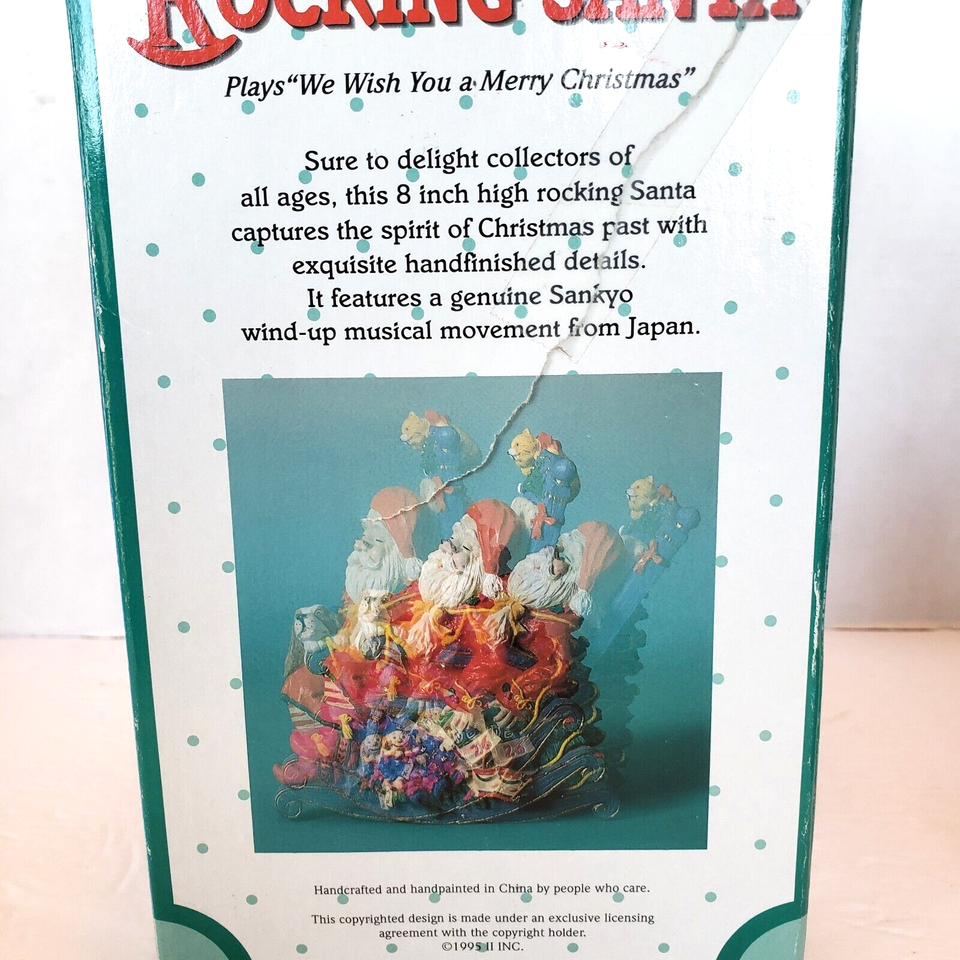 ROCKING SANTA
Plays “We Wish You a Merry Christmas”
Sure to delight collectors of
all ages, this 8 inch high rocking Santa
captures the spirit of Christmas past with
exquisite handfinished details.
It features a genuine Sankyo
wind-up musical movement from Japan.
Handcrafted and handpainted in China by people who care.
This copyrighted design is made under an exclusive licensing
agreement with the copyright holder.
©1995 II INC.